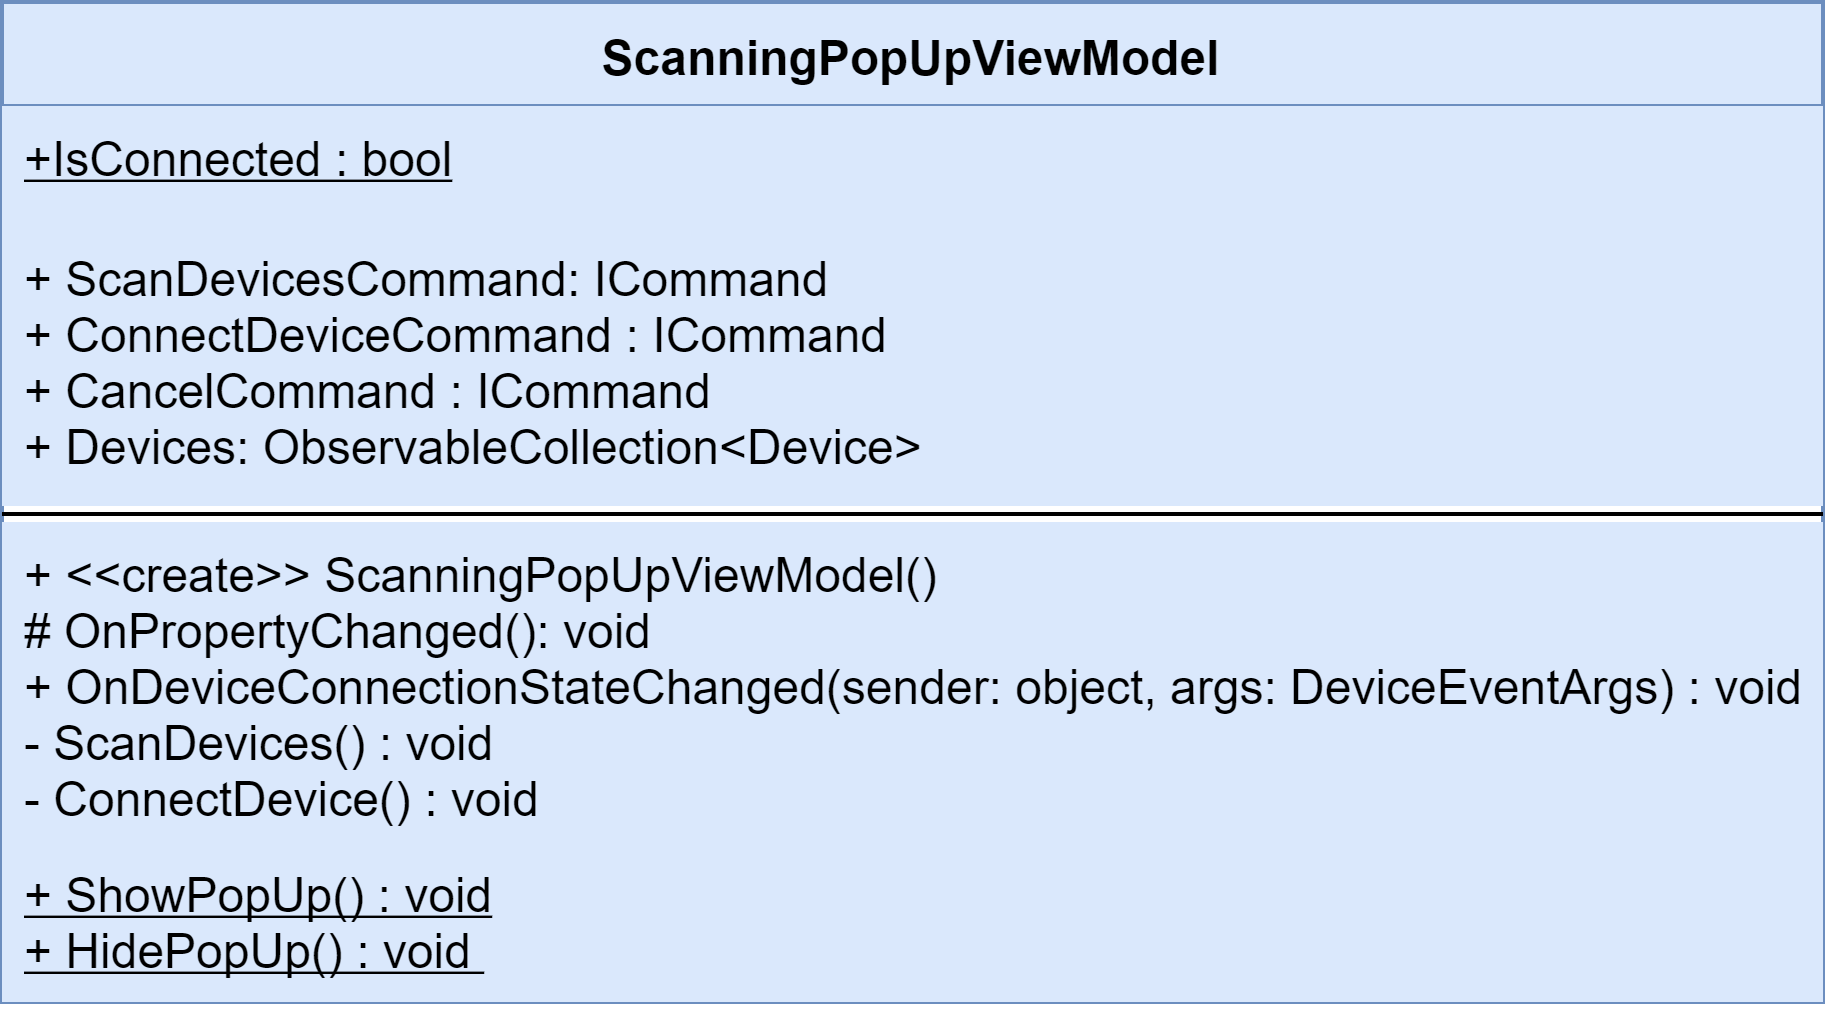 ScanningPopUpViewModel
+IsConnected : bool
+ ScanDevicesCommand: ICommand
+ ConnectDeviceCommand : ICommand
+ CancelCommand : ICommand
+ Devices: ObservableCollection<Device>
+ <<create>> ScanningPopUpViewModel()
# OnPropertyChanged(): void
+ OnDeviceConnectionStateChanged(sender: object, args: DeviceEventArgs) : void
- ScanDevices() : void
- ConnectDevice() : void
+ ShowPopUp() : void
+ HidePopUp() : void